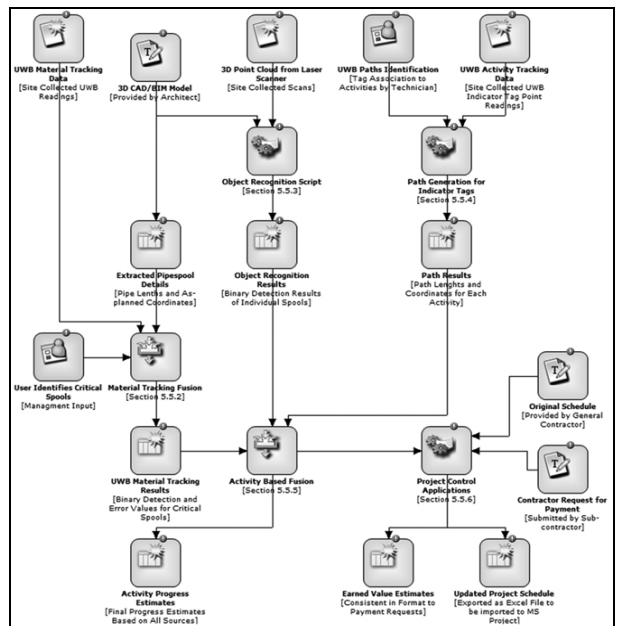 UWB Material Tracking
Data
[Site Collected UWB
Readings]
3D CAD/BIM Model
[Provided by Architect]
3D Point Cloud from Laser
Scanner
[Site Collected Scans]
UWB Paths Identification
[Tag Association to
Activities by Technician]
UWB Activity Tracking
Data
[Site Collected UWB
Indicator Tag Point
Readings]
Object Recognition Script
[Section 5.5.3]
Path Generation for
Indicator Tags
[Section 5.5.4]
Extracted Pipespool
Details
[Pipe Lenths and As-
planned Coordinates]
Object Recognition
Results
[Binary Detection Results
of Individual Spools]
Path Results
[Path Lenghts and
Coordinates for Each
Activity]
User Identifies Critical
Spools
[Managment Input]
Material Tracking Fusion
[Section 5.5.2]
Original Schedule
[Provided by General
Contractor]
UWB Material Tracking
Results
[Binary Detection and
Error Values for Critical
Spools]
Activity Based Fusion
[Section 5.5.5]
Project Control
Applications
[Section 5.5.6]
Contractor Request for
Payment
[Submitted by Sub-
contractor]
Activity Progress
Estimates
[Final Progress Estimates
Based on All Sources]
Earned Value Estimates
[Consistent in Format to
Payment Requests]
Updated Project Schedule
[Exported as Excel File to
be imported to MS
Project]